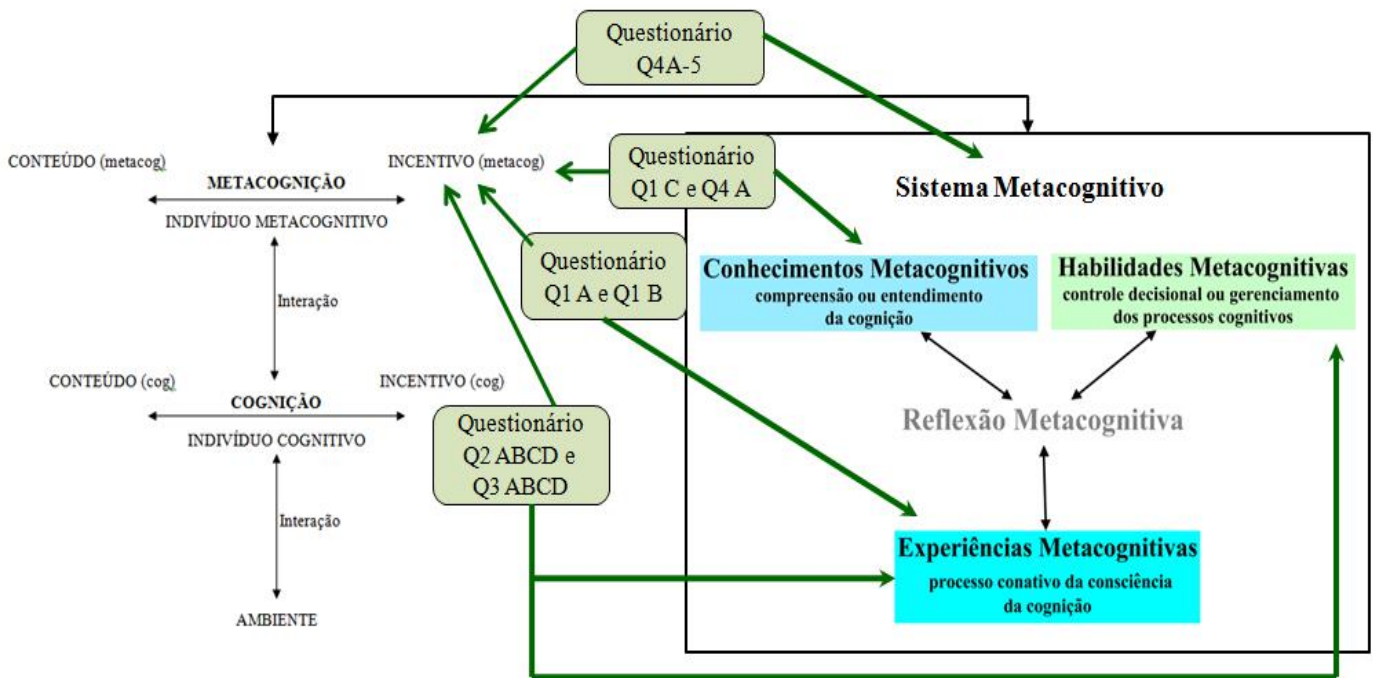 Questionário
Q4A-5
CONTEÚDO (metacog)
INCENTIVO (metacog)
METACOGNIÇÃO
INDIVÍDUO METACOGNITIVO
Questionário
Q1 C e Q4 A
Sistema Metacognitivo
Questionário
Q1 A e Q1 B
Conhecimentos Metacognitivos
compreensão ou entendimento
da cognição
Habilidades Metacognitivas
controle decisional ou gerenciamento
dos processos cognitivos
Interação
CONTEÚDO (cog)
INCENTIVO (cog)
COGNIÇÃO
INDIVÍDUO COGNITIVO
Questionário
Q2 ABCD e
Q3 ABCD
Reflexão Metacognitiva
Interação
Experiências Metacognitivas
processo conativo da consciência
da cognição
AMBIENTE